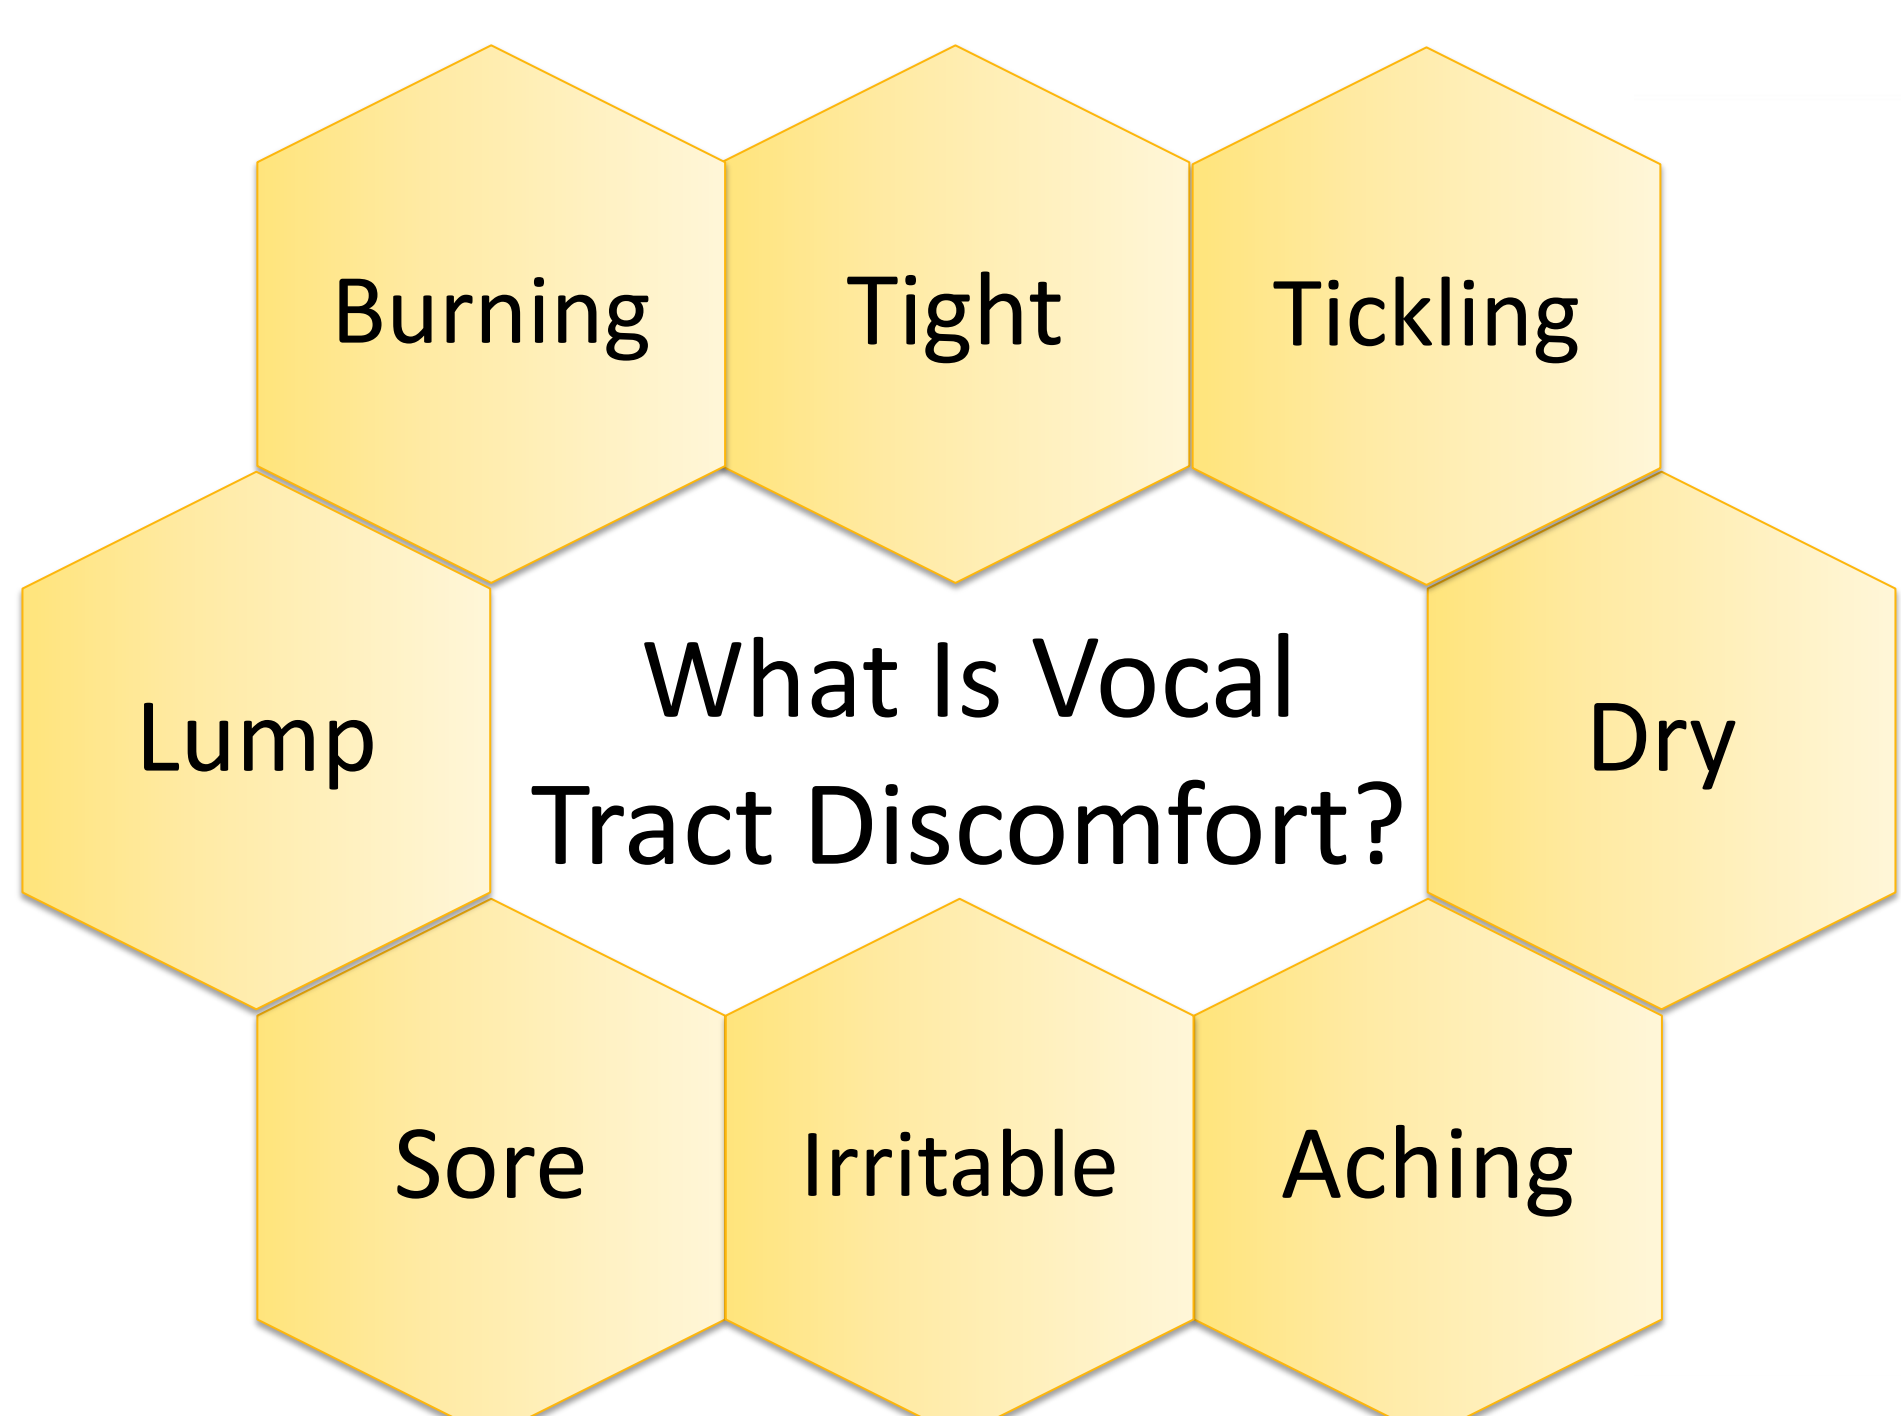 Burning
Tight
Tickling
Lump
What Is Vocal
Tract Discomfort?
Dry
Sore
Irritable
Aching